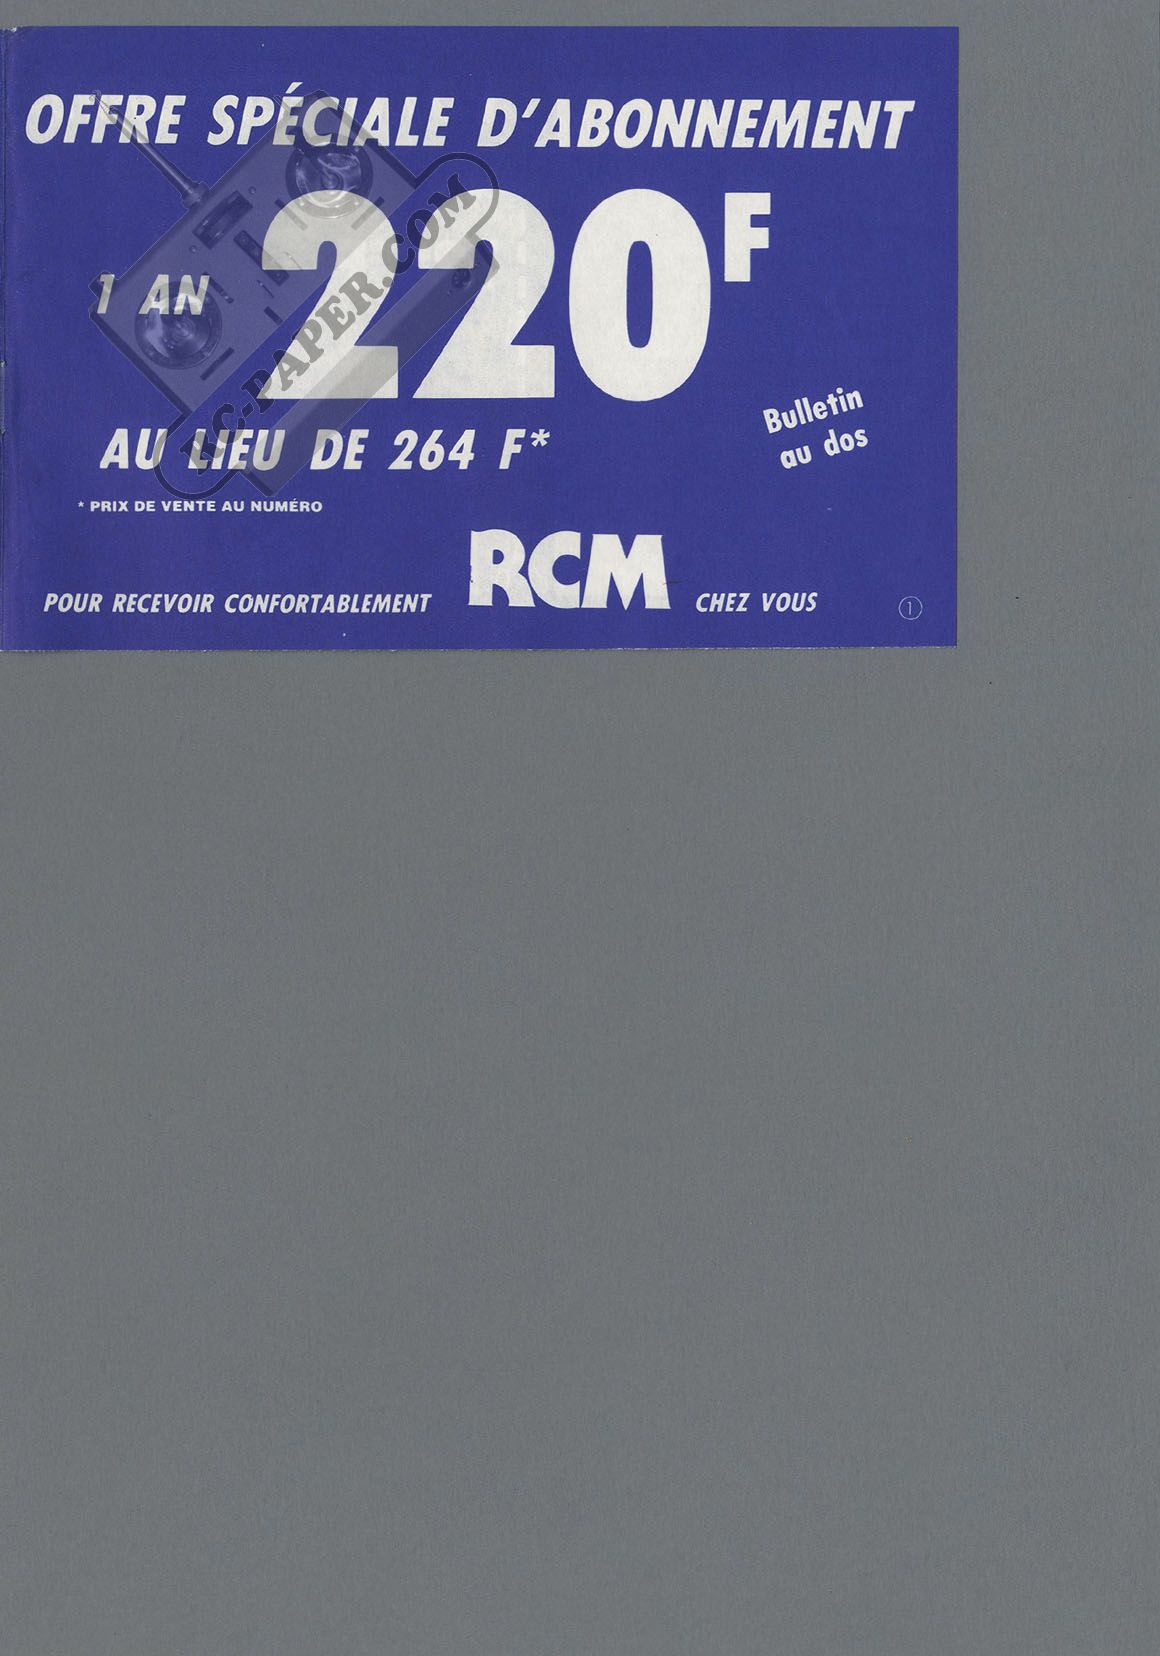 OFFRE SPÉCIALE D'ABONNEMENT
1 AN 220F
AU LIEU DE 264 F*
Bulletin
au dos
* PRIX DE VENTE AU NUMÉRO
POUR RECEVOIR CONFORTABLEMENT RCM CHEZ VOUS
1
RC-PAPER.COM